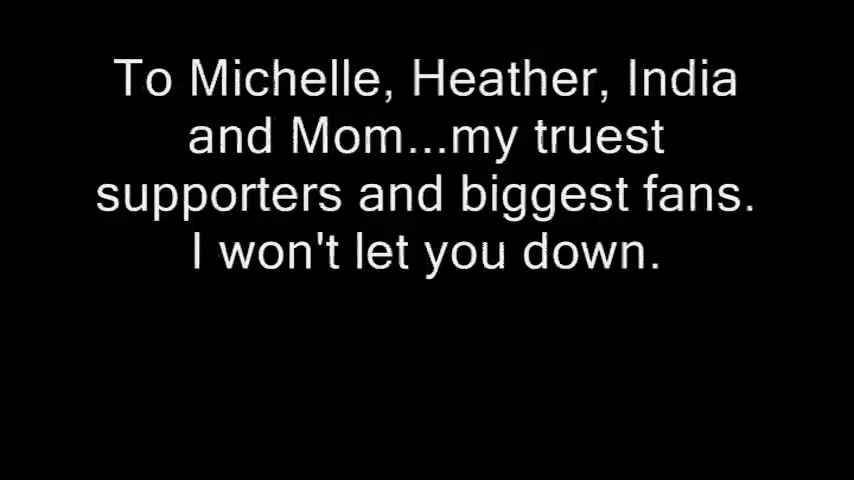 To Michelle, Heather, India
and Mom...my truest
supporters and biggest fans.
I won't let you down.